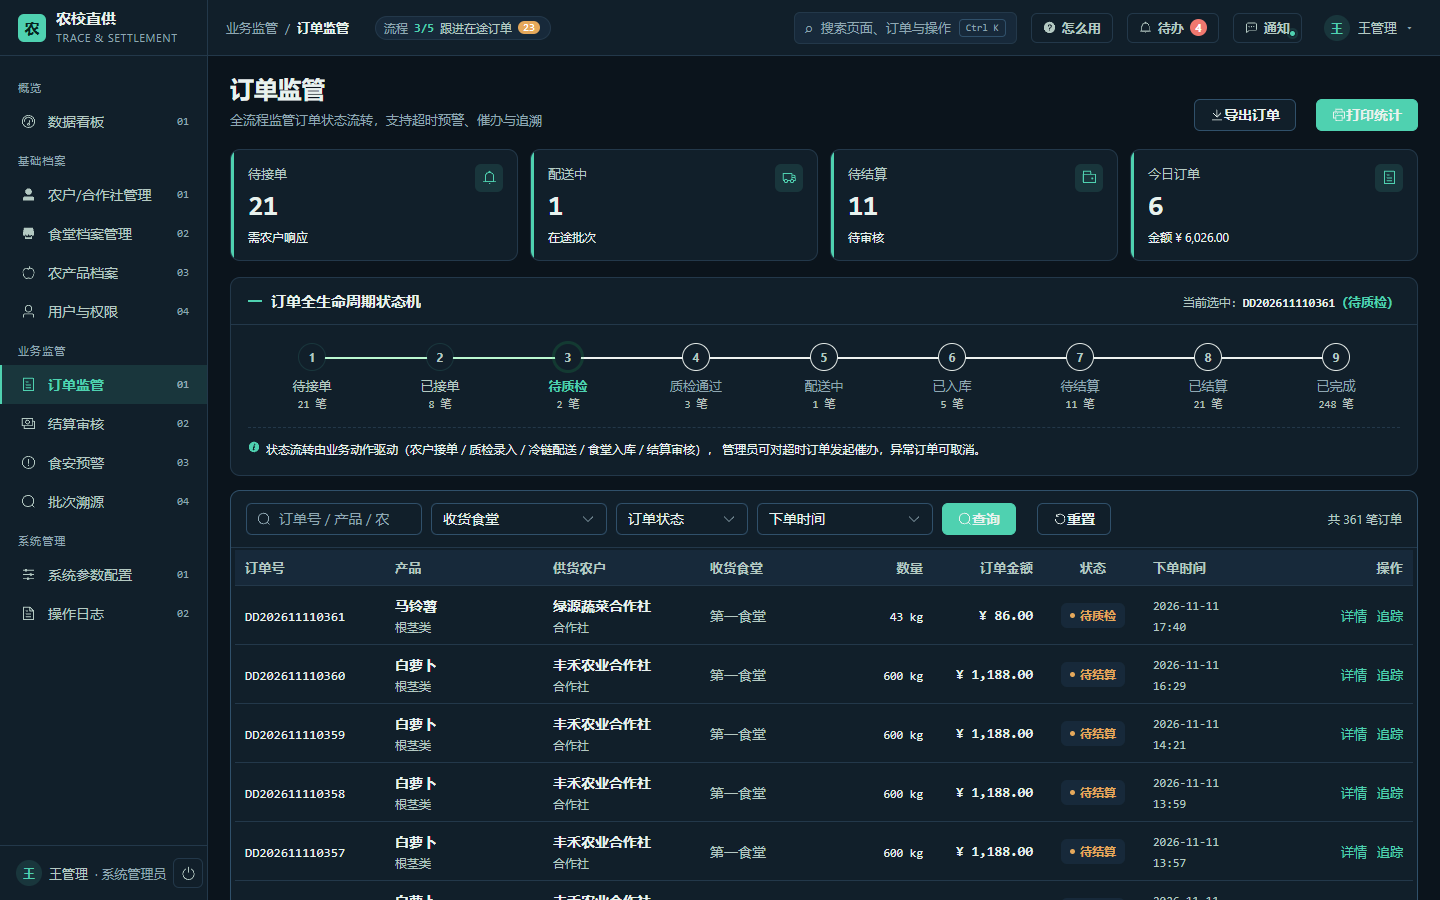 农 农校直供
TRACE & SETTLEMENT
业务监管 / 订单监管
流程 3/5 跟进在途订单 23
搜索页面、订单与操作 Ctrl K
怎么用
待办 4
通知
王 王管理
概览
数据看板 01
基础档案
农户/合作社管理 01
食堂档案管理 02
农产品档案 03
用户与权限 04
业务监管
订单监管 01
结算审核 02
食安预警 03
批次溯源 04
系统管理
系统参数配置 01
操作日志 02
王 王管理 · 系统管理员
订单监管
全流程监管订单状态流转，支持超时预警、催办与追溯
导出订单
打印统计
待接单
21
需农户响应
配送中
1
在途批次
待结算
11
待审核
今日订单
6
金额 ¥ 6,026.00
订单全生命周期状态机
当前选中：DD202611110361（待质检）
1 2 3 4 5 6 7 8 9
待接单 已接单 待质检 质检通过 配送中 已入库 待结算 已结算 已完成
21 笔 8 笔 2 笔 3 笔 1 笔 5 笔 11 笔 21 笔 248 笔
状态流转由业务动作驱动（农户接单 / 质检录入 / 冷链配送 / 食堂入库 / 结算审核），管理员可对超时订单发起催办，异常订单可取消。
订单号 / 产品 / 农
收货食堂
订单状态
下单时间
查询
重置
共 361 笔订单
订单号 产品 供货农户 收货食堂 数量 订单金额 状态 下单时间 操作
DD202611110361 马铃薯 根茎类 绿源蔬菜合作社 合作社 第一食堂 43 kg ¥ 86.00 待质检 2026-11-11 17:40 详情 追踪
DD202611110360 白萝卜 根茎类 丰禾农业合作社 合作社 第一食堂 600 kg ¥ 1,188.00 待结算 2026-11-11 16:29 详情 追踪
DD202611110359 白萝卜 根茎类 丰禾农业合作社 合作社 第一食堂 600 kg ¥ 1,188.00 待结算 2026-11-11 14:21 详情 追踪
DD202611110358 白萝卜 根茎类 丰禾农业合作社 合作社 第一食堂 600 kg ¥ 1,188.00 待结算 2026-11-11 13:59 详情 追踪
DD202611110357 白萝卜 根茎类 丰禾农业合作社 合作社 第一食堂 600 kg ¥ 1,188.00 待结算 2026-11-11 13:57 详情 追踪